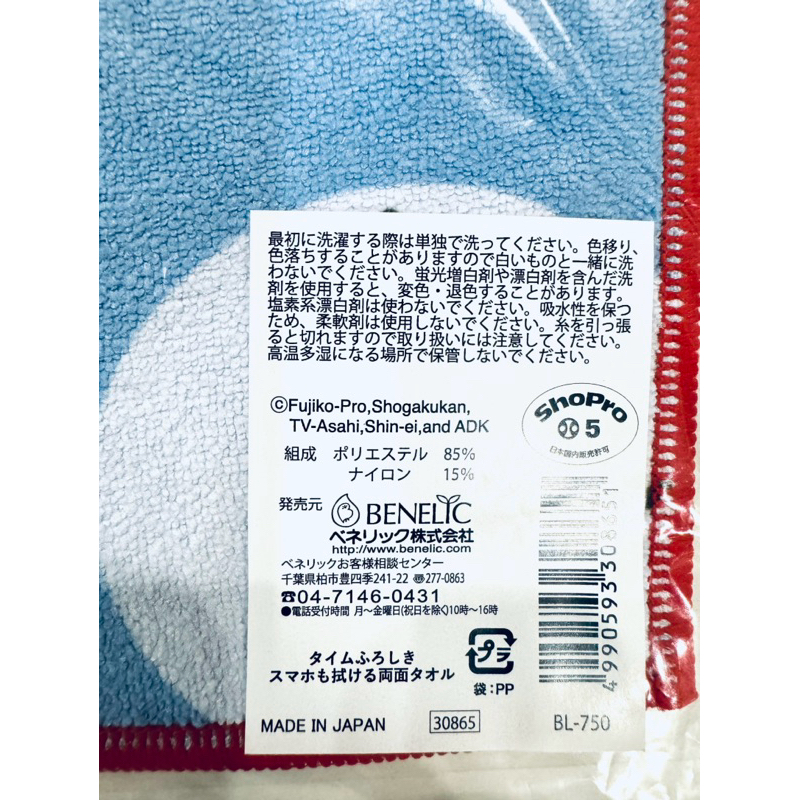 最初に洗濯する際は単独で洗ってください。色移り、
色落ちすることがありますので白いものと一緒に洗
わないでください。蛍光増白剤や漂白剤を含んだ洗
剤を使用すると、変色・退色することがあります。
塩素系漂白剤は使わないでください。吸水性を保つ
ため、柔軟剤は使用しないでください。糸を引っ張
ると切れますので取り扱いには注意してください。
高温多湿になる場所で保管しないでください。
©Fujiko-Pro,Shogakukan,
TV-Asahi,Shin-ei,and ADK
ShoPro
5
日本国内販売許可
組成 ポリエステル 85%
ナイロン 15%
発売元 BENELIC
ベネリック株式会社
http://www.benelic.com
ベネリックお客様相談センター
千葉県柏市豊四季241-22 〒277-0863
☎04-7146-0431
●電話受付時間 月〜金曜日(祝日を除く)10時〜16時
4 990593 308651
タイムふろしき
スマホも拭ける両面タオル
プラ
袋:PP
MADE IN JAPAN 30865 BL-750